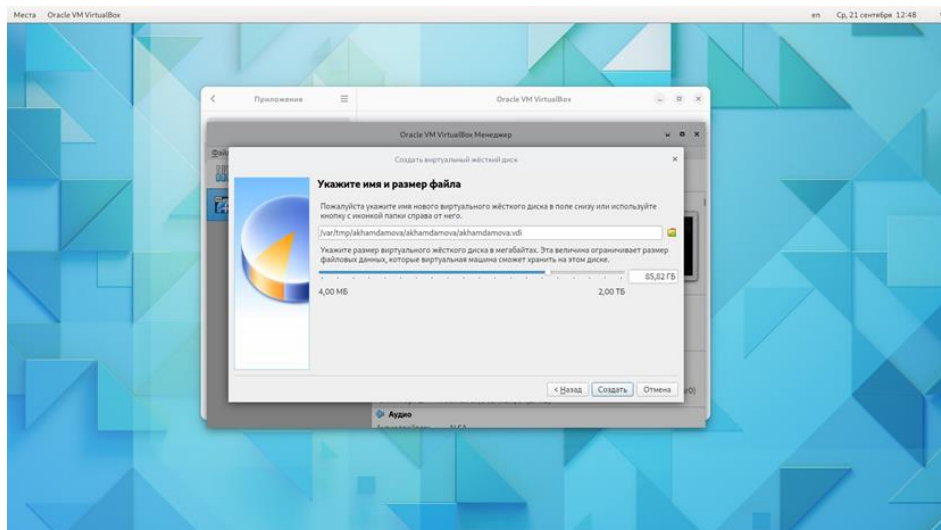 Места Oracle VM VirtualBox en Ср, 21 сентября 12:48
Приложения Oracle VM VirtualBox
Oracle VM VirtualBox Менеджер
Создать виртуальный жёсткий диск
Укажите имя и размер файла
Пожалуйста укажите имя нового виртуального жёсткого диска в поле снизу или используйте
кнопку с иконкой папки справа от него.
/var/tmp/akhamdamova/akhamdamova/akhamdamova.vdi
Укажите размер виртуального жёсткого диска в мегабайтах. Эта величина ограничивает размер
файловых данных, которые виртуальная машина сможет хранить на этом диске.
85,82 ГБ
4,00 МБ 2,00 ТБ
< Назад Создать Отмена
Аудио